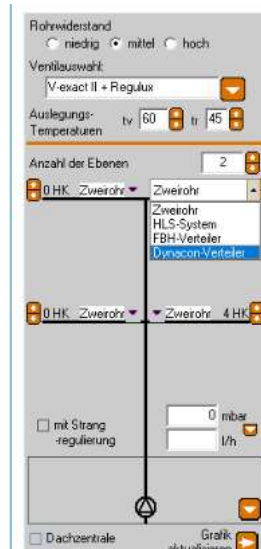 Rohrwiderstand
niedrig mittel hoch
Ventilauswahl:
V-exact II + Regulux
Auslegungs- tv 60 tr 45
Temperaturen
Anzahl der Ebenen 2
0 HK Zweirohr Zweirohr
Zweirohr
HLS-System
FBH-Verteiler
Dynacon-Verteiler
0 HK Zweirohr Zweirohr 4 HK
0 mbar
mit Strang
-regulierung l/h
Dachzentrale Grafik
aktualisieren